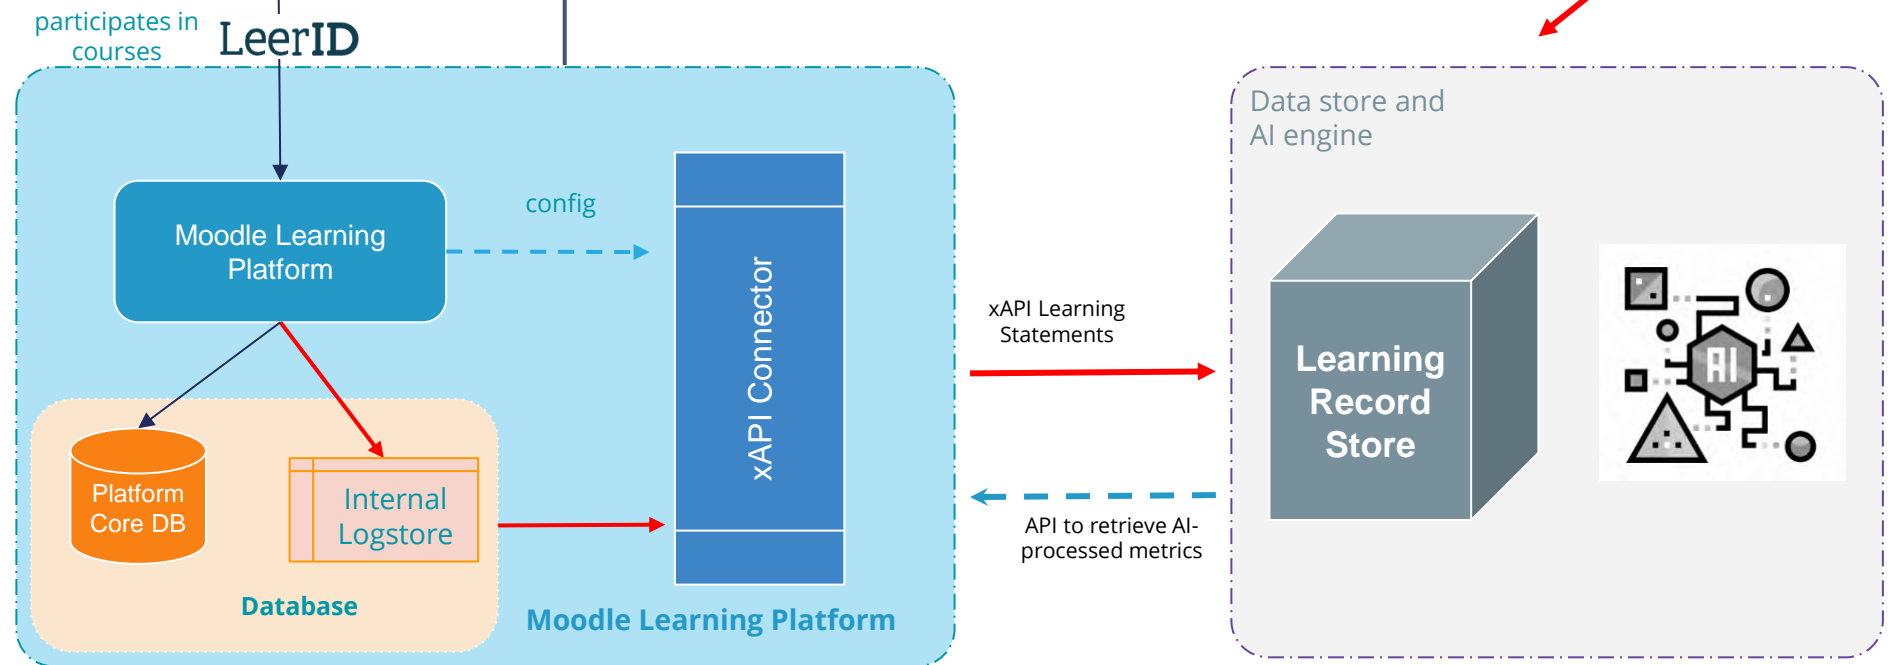 participates in
courses
LeerID
Data store and
AI engine
config
Moodle Learning
Platform
xAPI Connector
xAPI Learning
Statements
Learning
Record
Store
AI
Platform
Core DB
Internal
Logstore
API to retrieve AI-
processed metrics
Database
Moodle Learning Platform